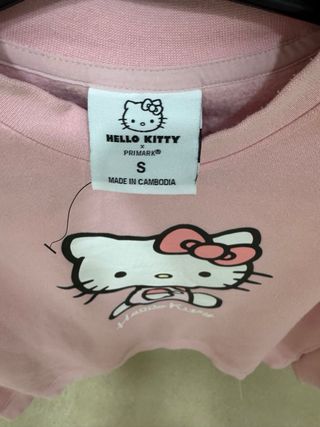 HELLO KITTY
x
PRIMARK®
S
MADE IN CAMBODIA
Hello Kitty